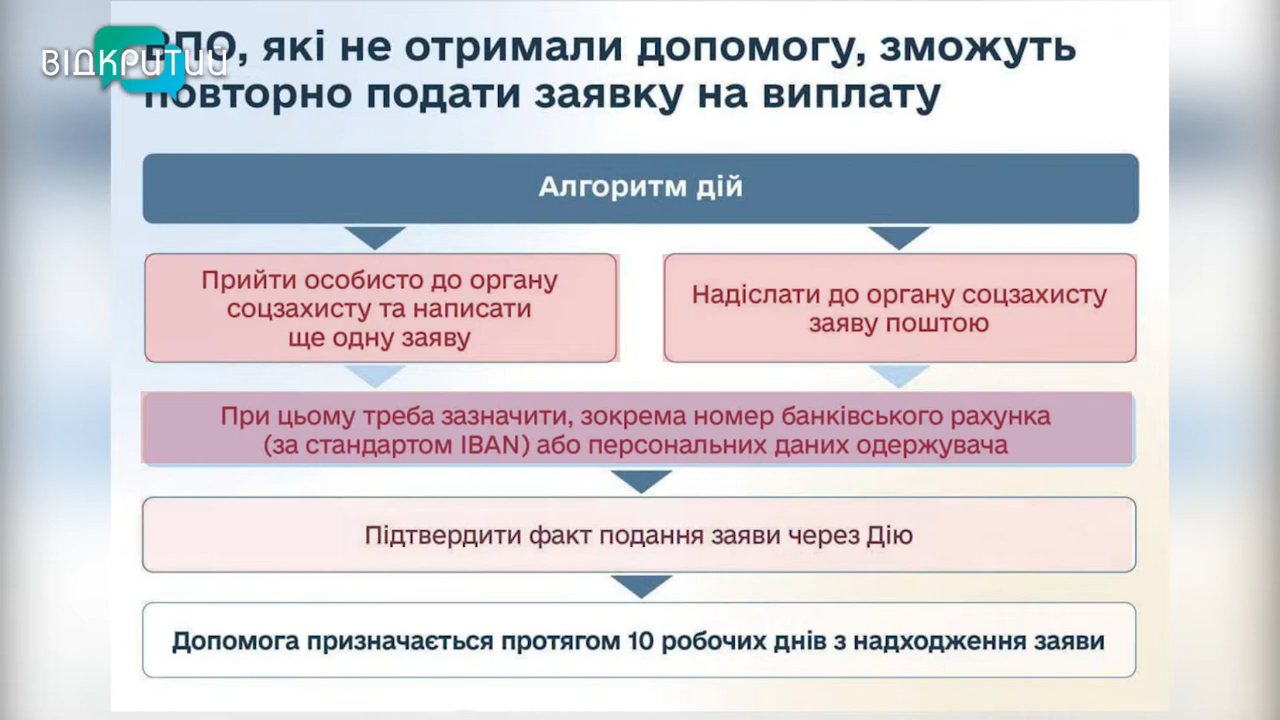 ВІДКРИТИЙ
ВПО, які не отримали допомогу, зможуть
повторно подати заявку на виплату
Алгоритм дій
Прийти особисто до органу
соцзахисту та написати
ще одну заяву
Надіслати до органу соцзахисту
заяву поштою
При цьому треба зазначити, зокрема номер банківського рахунка
(за стандартом IBAN) або персональних даних одержувача
Підтвердити факт подання заяви через Дію
Допомога призначається протягом 10 робочих днів з надходження заяви